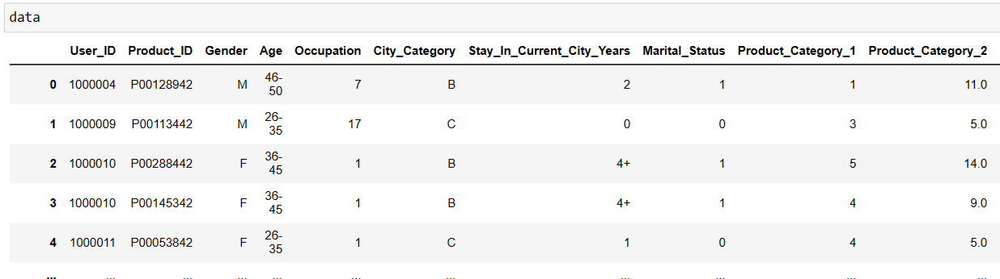 data
User_ID Product_ID Gender Age Occupation City_Category Stay_In_Current_City_Years Marital_Status Product_Category_1 Product_Category_2
0 1000004 P00128942 M 46-50 7 B 2 1 1 11.0
1 1000009 P00113442 M 26-35 17 C 0 0 3 5.0
2 1000010 P00288442 F 36-45 1 B 4+ 1 5 14.0
3 1000010 P00145342 F 36-45 1 B 4+ 1 4 9.0
4 1000011 P00053842 F 26-35 1 C 1 0 4 5.0
... ... ... ... ... ... ... ... ... ... ...